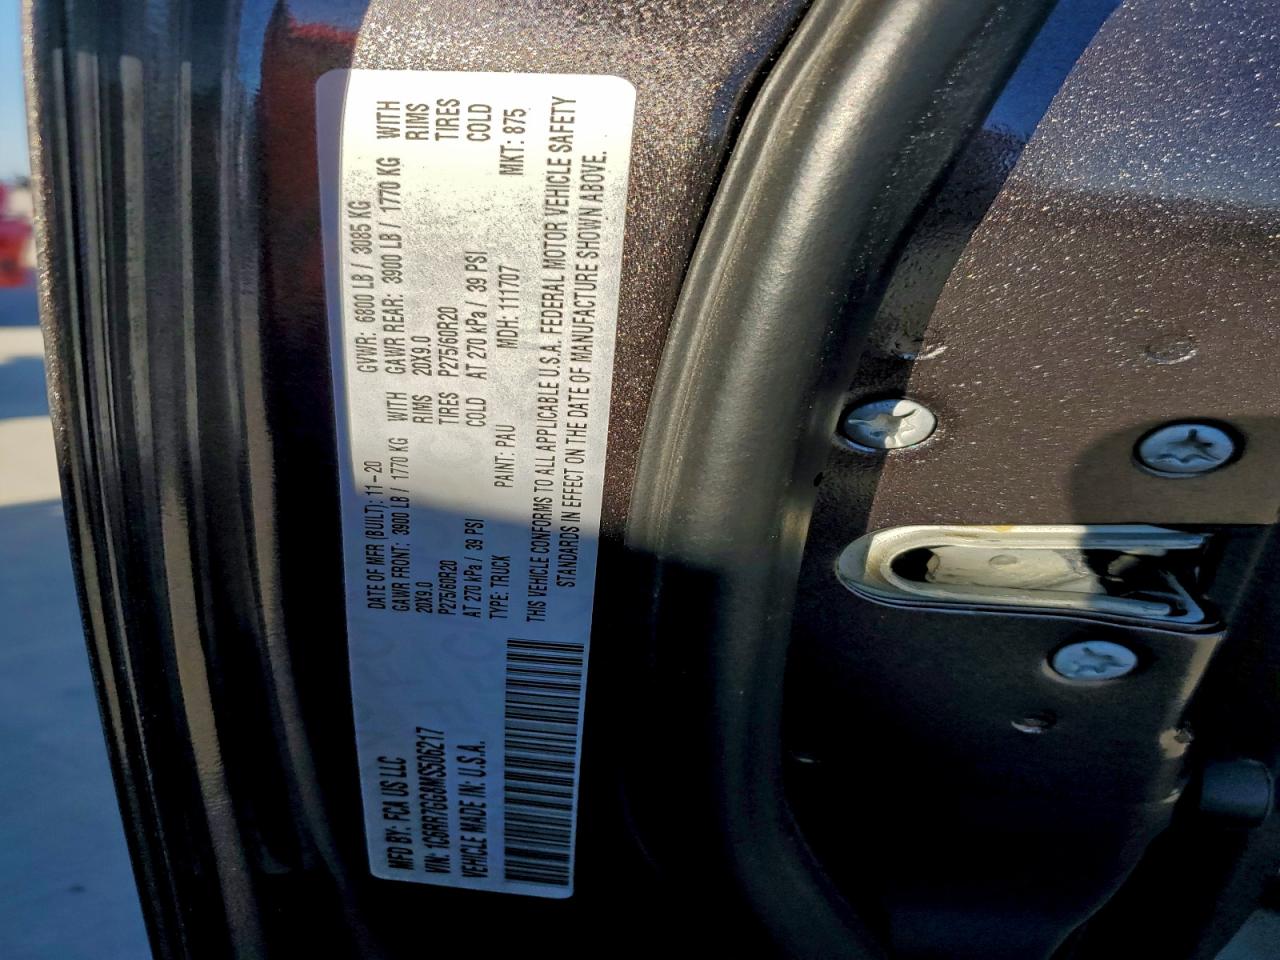 MFD BY: FCA US LLC
DATE OF MFR (BUILT): 11-20
GVWR: 6800 LB / 3085 KG
VIN: 1C6RR7GG8MS506217
GAWR FRONT: 3900 LB / 1770 KG WITH
GAWR REAR: 3900 LB / 1770 KG WITH
VEHICLE MADE IN: U.S.A.
20X9.0 RIMS
20X9.0 RIMS
P275/60R20 TIRES
P275/60R20 TIRES
AT 270 kPa / 39 PSI COLD
AT 270 kPa / 39 PSI COLD
TYPE: TRUCK PAINT: PAU MDH: 111707 MKT: 875
THIS VEHICLE CONFORMS TO ALL APPLICABLE U.S.A. FEDERAL MOTOR VEHICLE SAFETY
STANDARDS IN EFFECT ON THE DATE OF MANUFACTURE SHOWN ABOVE.